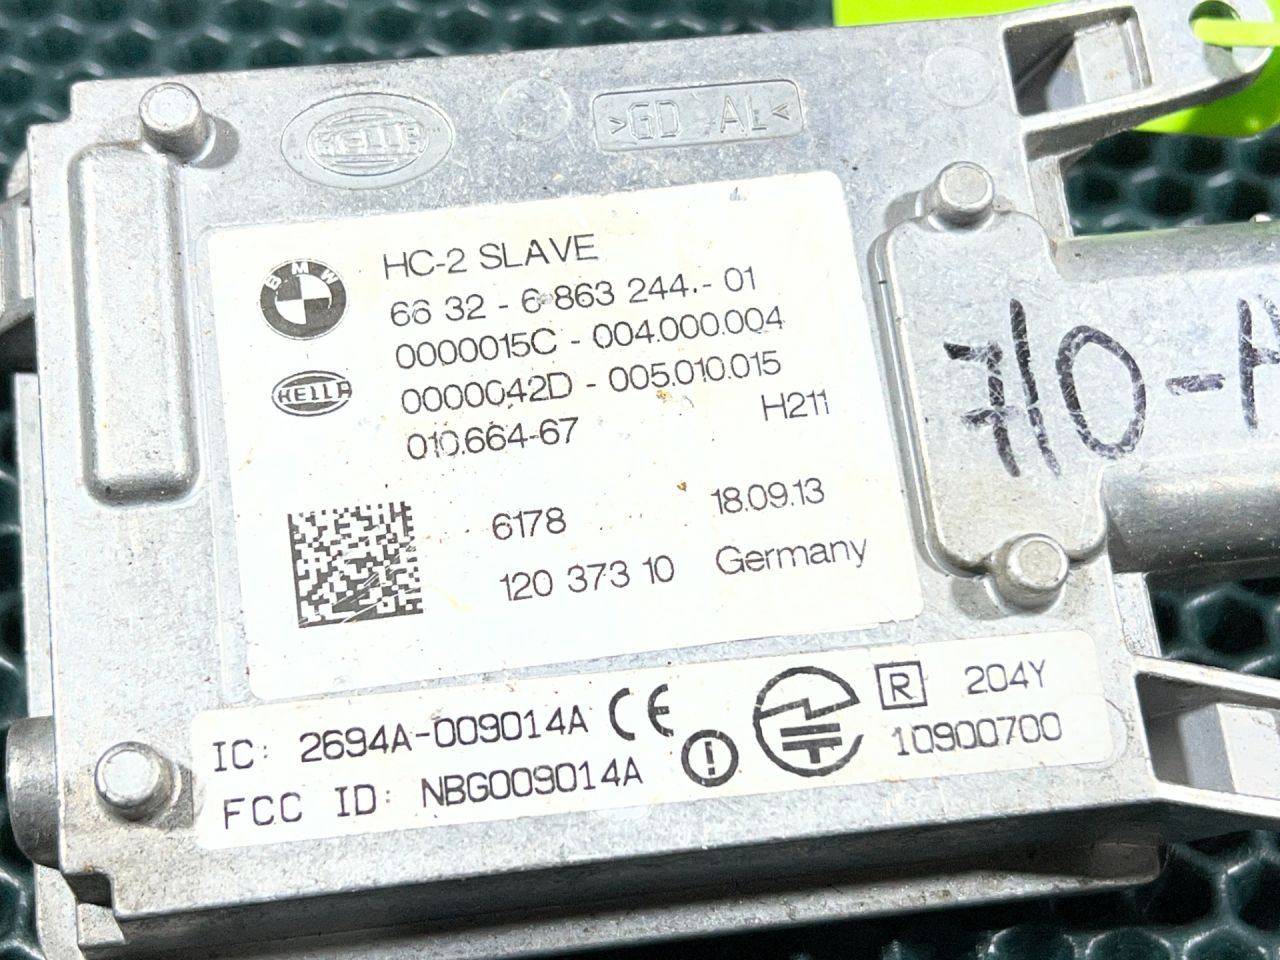 HELLA
>GD AL<
BMW
HC-2 SLAVE
66 32 - 6 863 244.- 01
0000015C - 004.000.004
HELLA
0000042D - 005.010.015
010.664-67 H211
6178 18.09.13
120 373 10 Germany
710-A
IC: 2694A-009014A CE R 204Y
FCC ID: NBG009014A 10900700